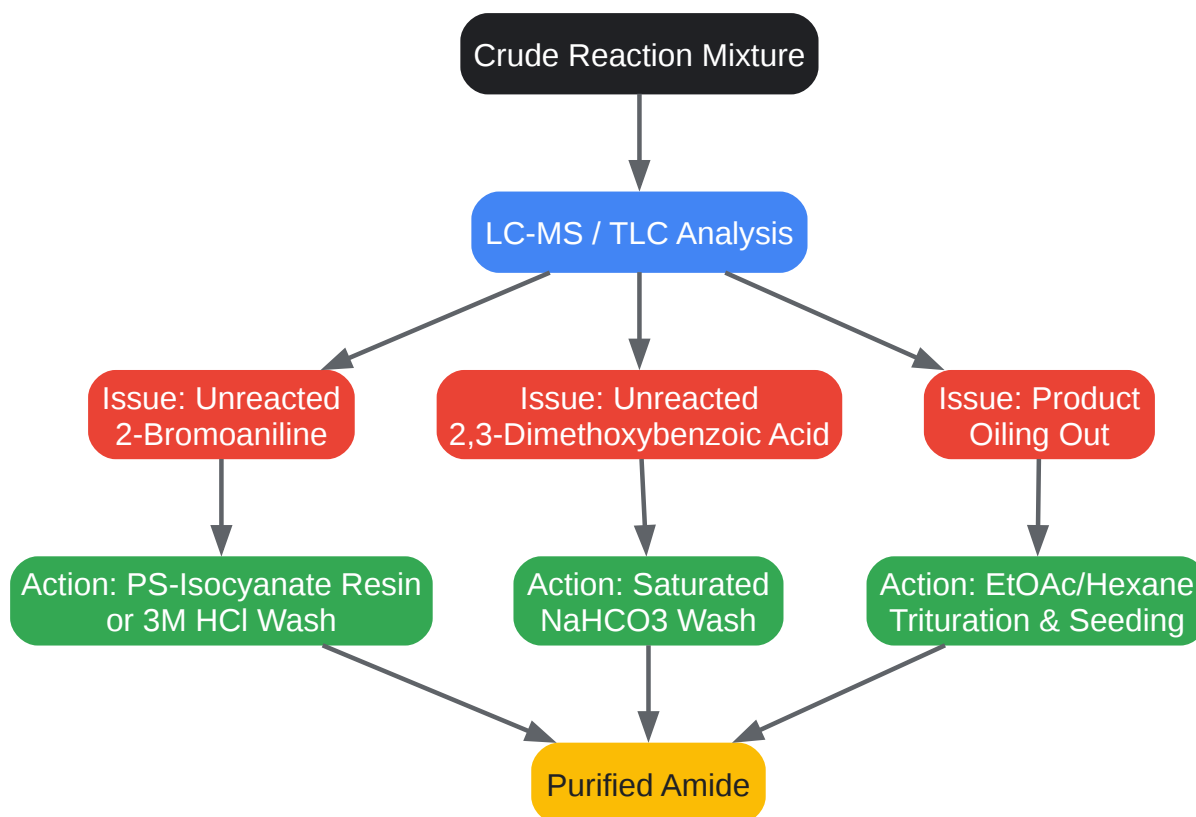 Crude Reaction Mixture
LC-MS / TLC Analysis
Issue: Unreacted
2-Bromoaniline
Issue: Unreacted
2,3-Dimethoxybenzoic Acid
Issue: Product
Oiling Out
Action: PS-Isocyanate Resin
or 3M HCl Wash
Action: Saturated
NaHCO3 Wash
Action: EtOAc/Hexane
Trituration & Seeding
Purified Amide